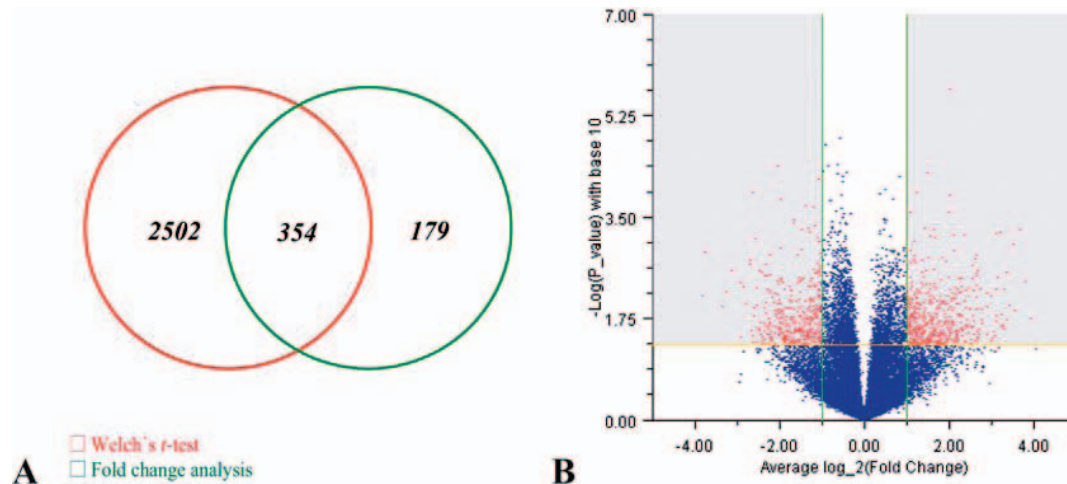 2502 354 179
Welch's t-test
Fold change analysis
A
7.00
5.25
3.50
1.75
0.00
-Log(P_value) with base 10
-4.00 -2.00 0.00 2.00 4.00
Average log_2(Fold Change)
B